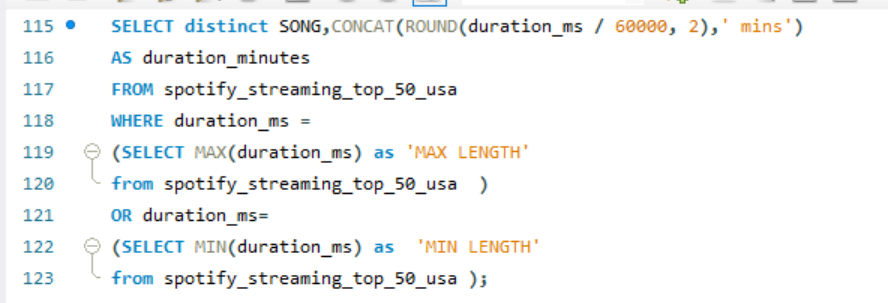 115 SELECT distinct SONG,CONCAT(ROUND(duration_ms / 60000, 2),' mins')
116 AS duration_minutes
117 FROM spotify_streaming_top_50_usa
118 WHERE duration_ms =
119 (SELECT MAX(duration_ms) as 'MAX LENGTH'
120 from spotify_streaming_top_50_usa )
121 OR duration_ms=
122 (SELECT MIN(duration_ms) as 'MIN LENGTH'
123 from spotify_streaming_top_50_usa );